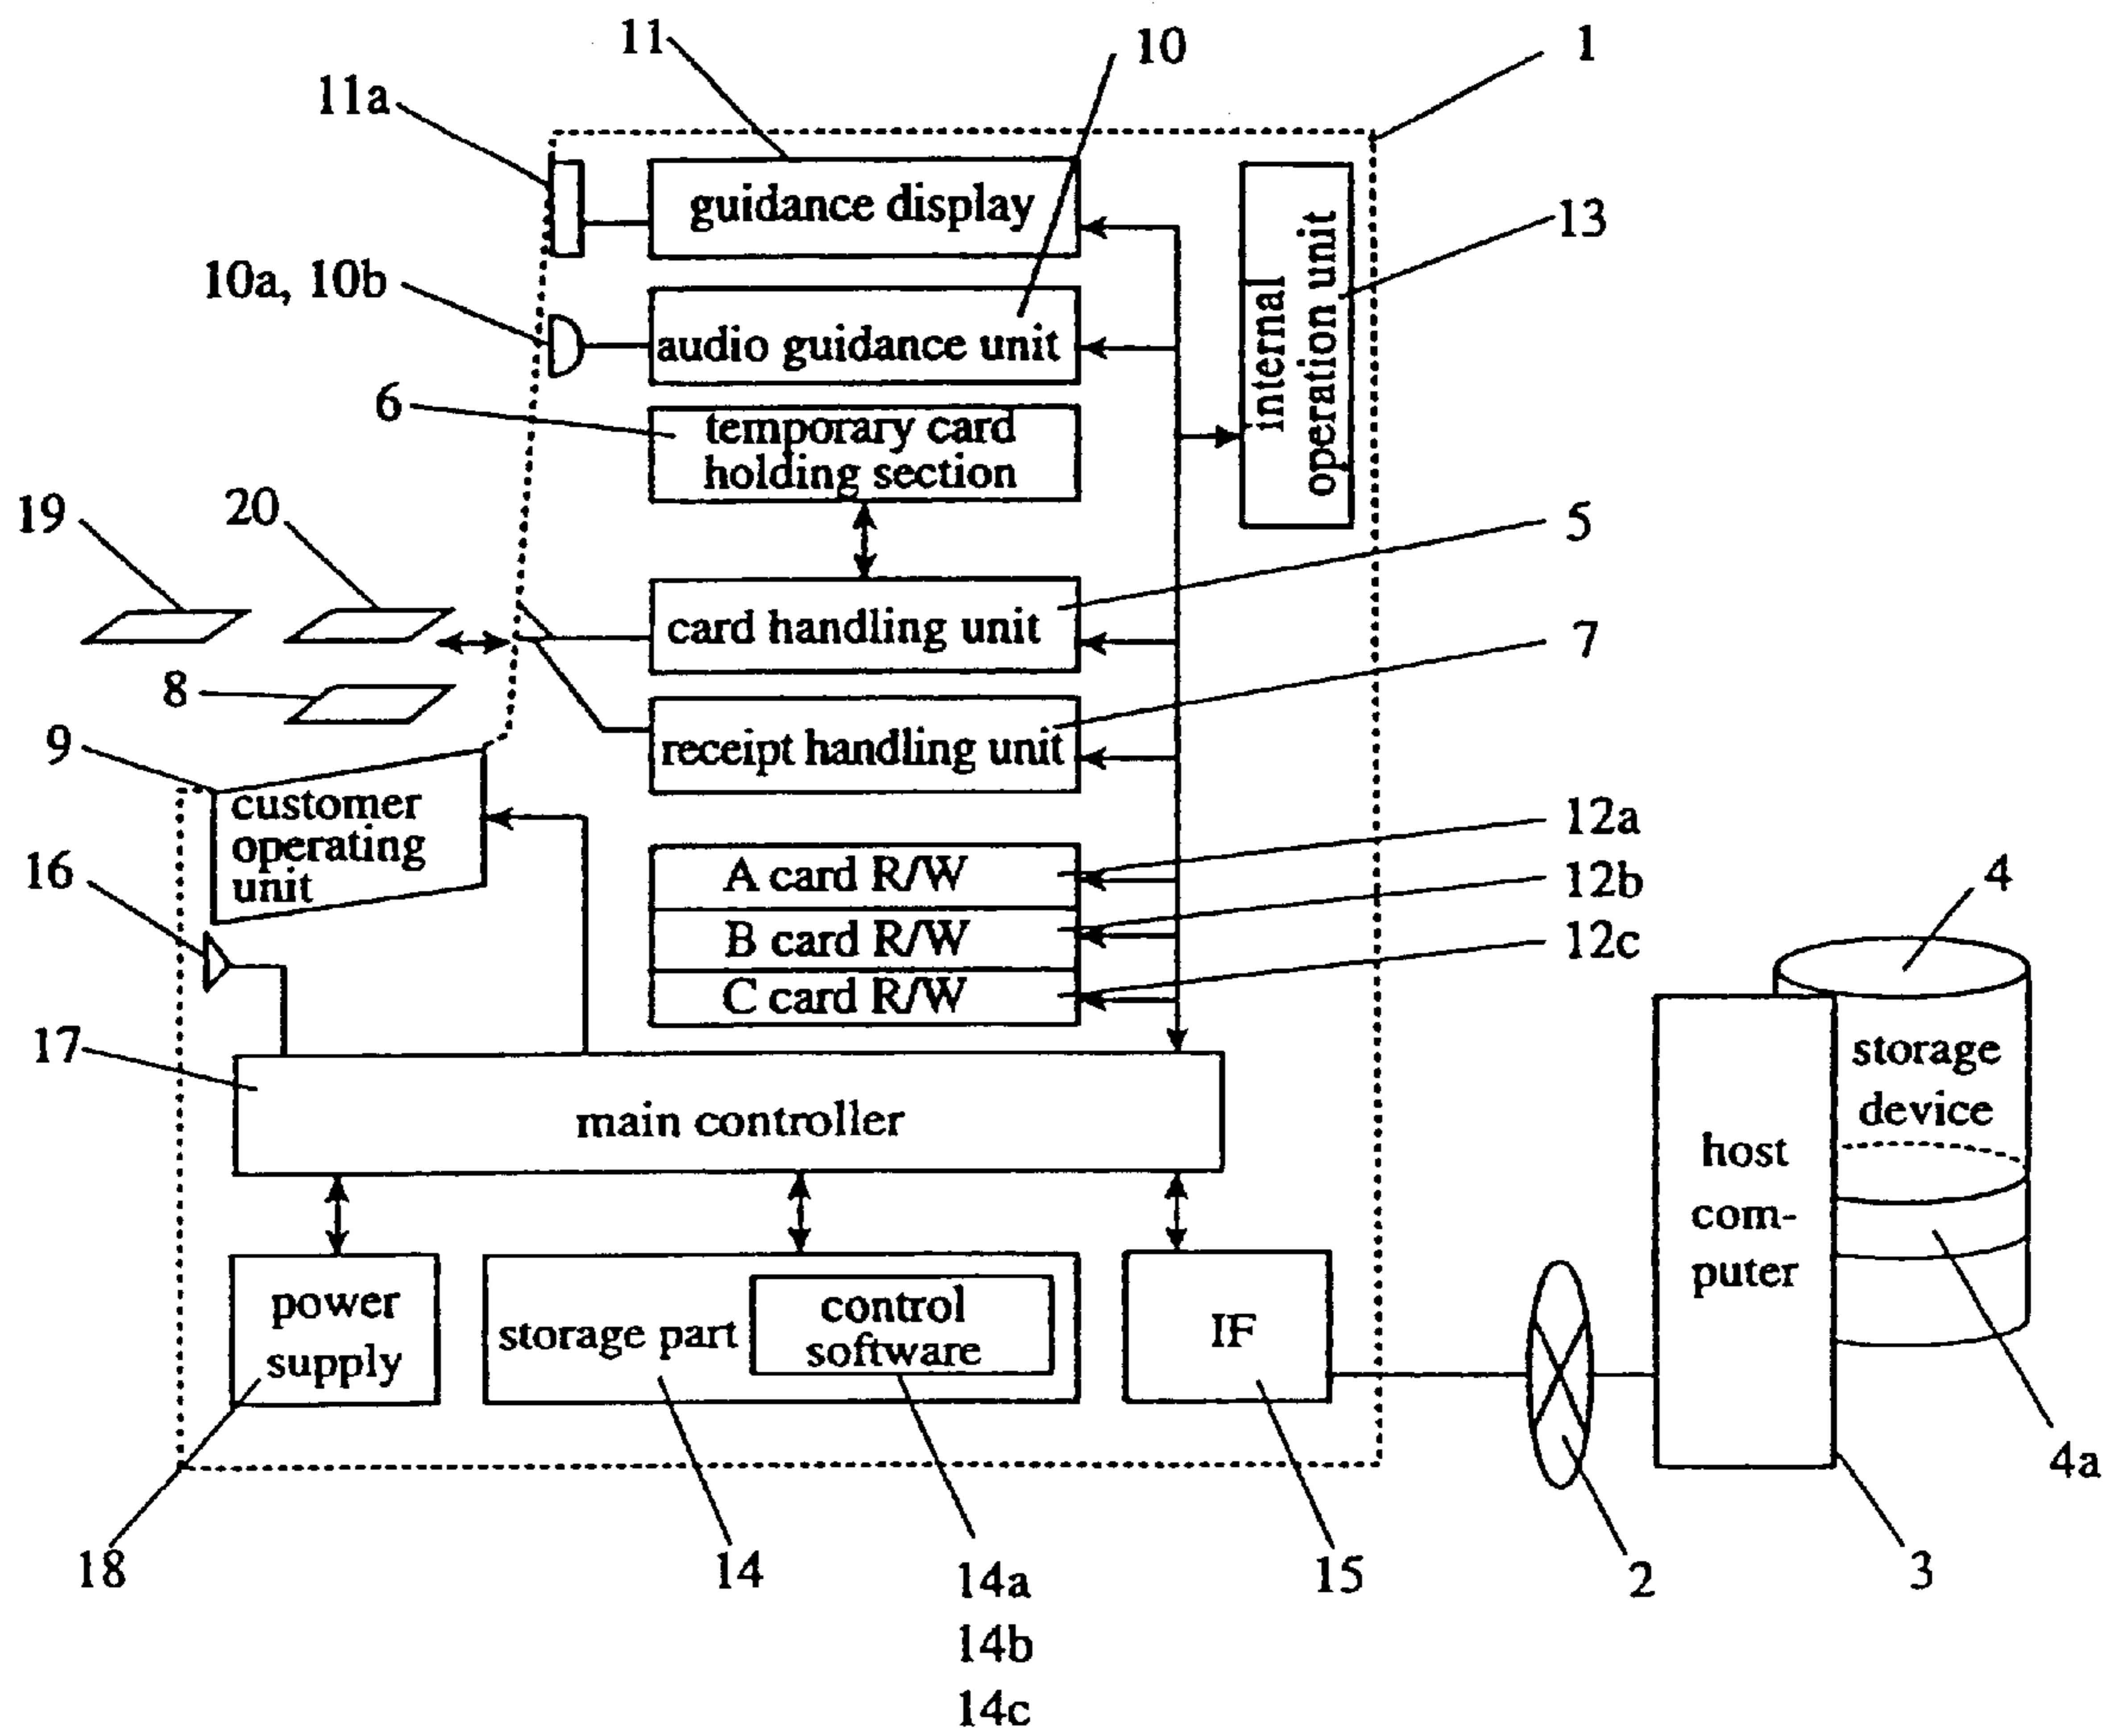 11
10
1
11a
guidance display
13
10a, 10b
audio guidance unit
internal
operation unit
6
temporary card
holding section
19
20
5
card handling unit
7
8
receipt handling unit
9
customer
operating
unit
12a
A card R/W
12b
16
B card R/W
12c
C card R/W
4
17
main controller
storage
device
host
com-
puter
power
supply
storage part
control
software
IF
4a
18
14
14a
14b
14c
15
2
3